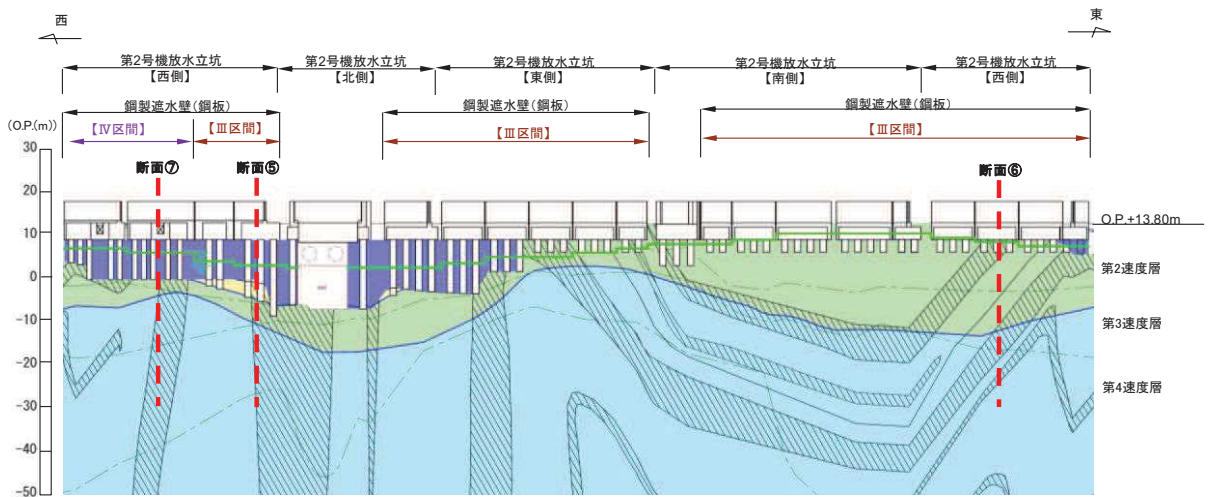 西
東
第2号機放水立坑
【西側】
第2号機放水立坑
【北側】
第2号機放水立坑
【東側】
第2号機放水立坑
【南側】
第2号機放水立坑
【西側】
鋼製遮水壁(鋼板)
鋼製遮水壁(鋼板)
鋼製遮水壁(鋼板)
(O.P.(m))
【Ⅳ区間】
【Ⅲ区間】
【Ⅲ区間】
【Ⅲ区間】
30
断面⑦
断面⑤
断面⑥
20
O.P.+13.80m
10
第2速度層
0
-10
第3速度層
-20
第4速度層
-30
-40
-50